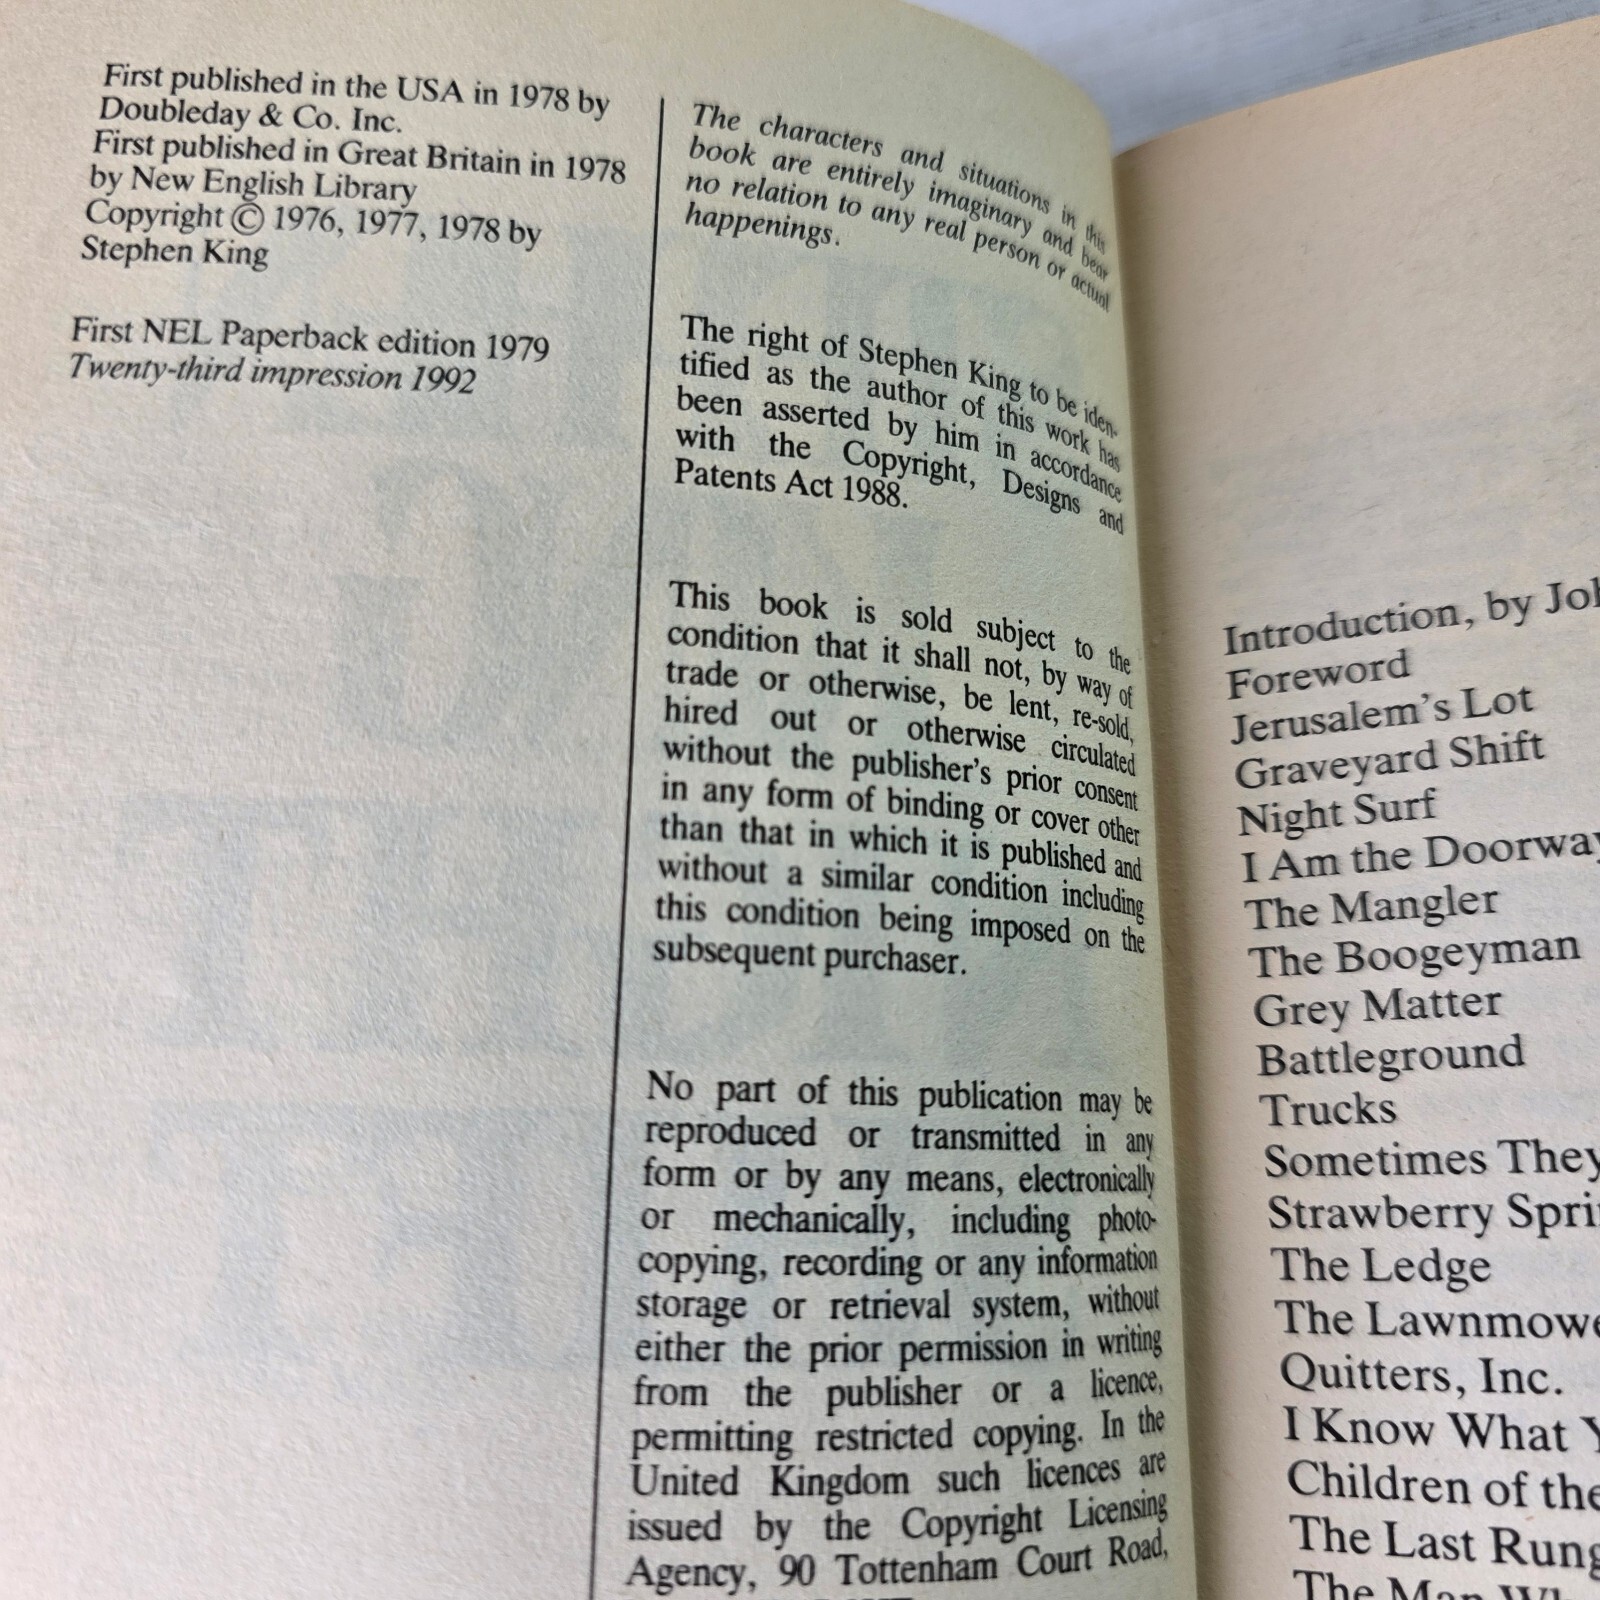 First published in the USA in 1978 by
Doubleday & Co. Inc.
First published in Great Britain in 1978
by New English Library
Copyright © 1976, 1977, 1978 by
Stephen King
First NEL Paperback edition 1979
Twenty-third impression 1992
The characters and situations in this
book are entirely imaginary and bear
no relation to any real person or actual
happenings.
The right of Stephen King to be iden-
tified as the author of this work has
been asserted by him in accordance
with the Copyright, Designs and
Patents Act 1988.
This book is sold subject to the
condition that it shall not, by way of
trade or otherwise, be lent, re-sold,
hired out or otherwise circulated
without the publisher's prior consent
in any form of binding or cover other
than that in which it is published and
without a similar condition including
this condition being imposed on the
subsequent purchaser.
No part of this publication may be
reproduced or transmitted in any
form or by any means, electronically
or mechanically, including photo-
copying, recording or any information
storage or retrieval system, without
either the prior permission in writing
from the publisher or a licence,
permitting restricted copying. In the
United Kingdom such licences are
issued by the Copyright Licensing
Agency, 90 Tottenham Court Road,
Introduction, by
Foreword
Jerusalem's Lot
Graveyard Shift
Night Surf
I Am the Doorway
The Mangler
The Boogeyman
Grey Matter
Battleground
Trucks
Sometimes They
Strawberry
The Ledge
The
Quitters, Inc.
I Know What
Children of the
The Last Rung
The Man